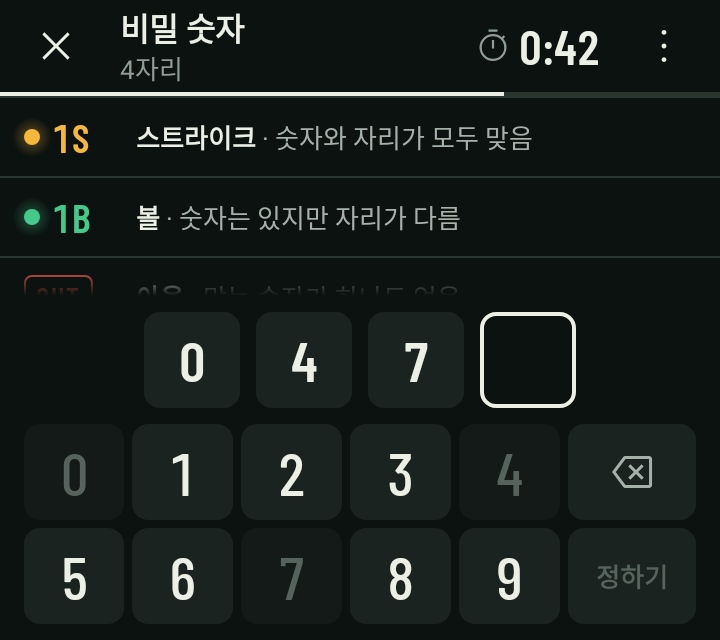 비밀 숫자
4자리
0:42
1S 스트라이크 · 숫자와 자리가 모두 맞음
1B 볼 · 숫자는 있지만 자리가 다름
0 4 7
0 1 2 3 4
5 6 7 8 9 정하기